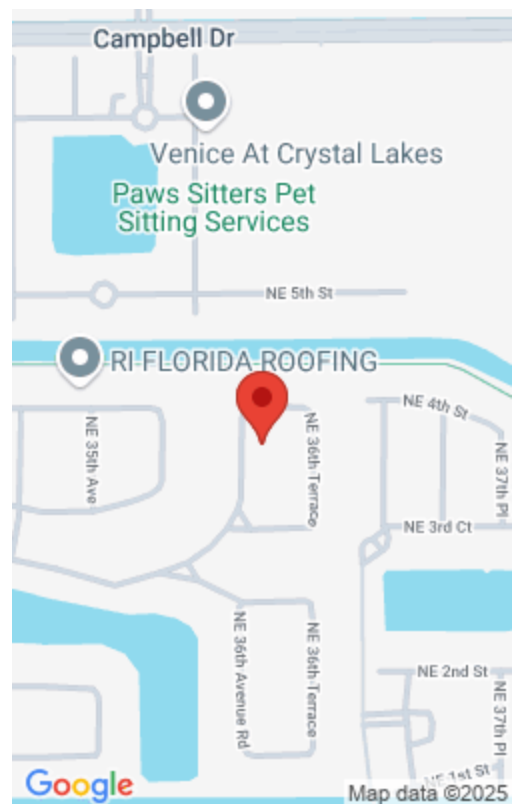 Campbell Dr
Venice At Crystal Lakes
Paws Sitters Pet
Sitting Services
NE 5th St
RI FLORIDA ROOFING
NE 4th St
NE 35th Ave
NE 36th Terrace
NE 37th Pl
NE 3rd Ct
NE 36th Avenue Rd
NE 36th Terrace
NE 2nd St
NE 37th Pl
NE 1st St
Google
Map data ©2025